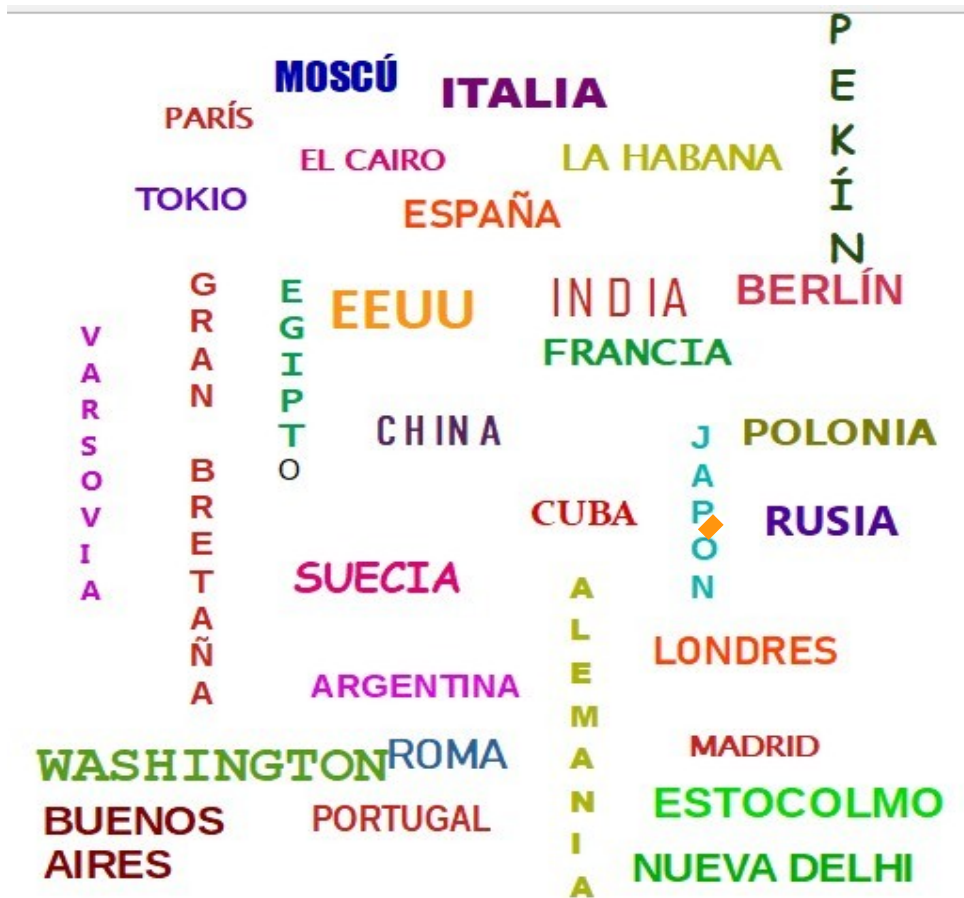 PEKÍN
MOSCÚ
ITALIA
PARÍS
EL CAIRO
LA HABANA
TOKIO
ESPAÑA
GRAN BRETAÑA
EGIPTO
EEUU
INDIA
BERLÍN
VARSOVIA
FRANCIA
CHINA
JAPON
POLONIA
CUBA
RUSIA
SUECIA
ALEMANIA
LONDRES
ARGENTINA
WASHINGTON
ROMA
MADRID
BUENOS
AIRES
PORTUGAL
ESTOCOLMO
NUEVA DELHI